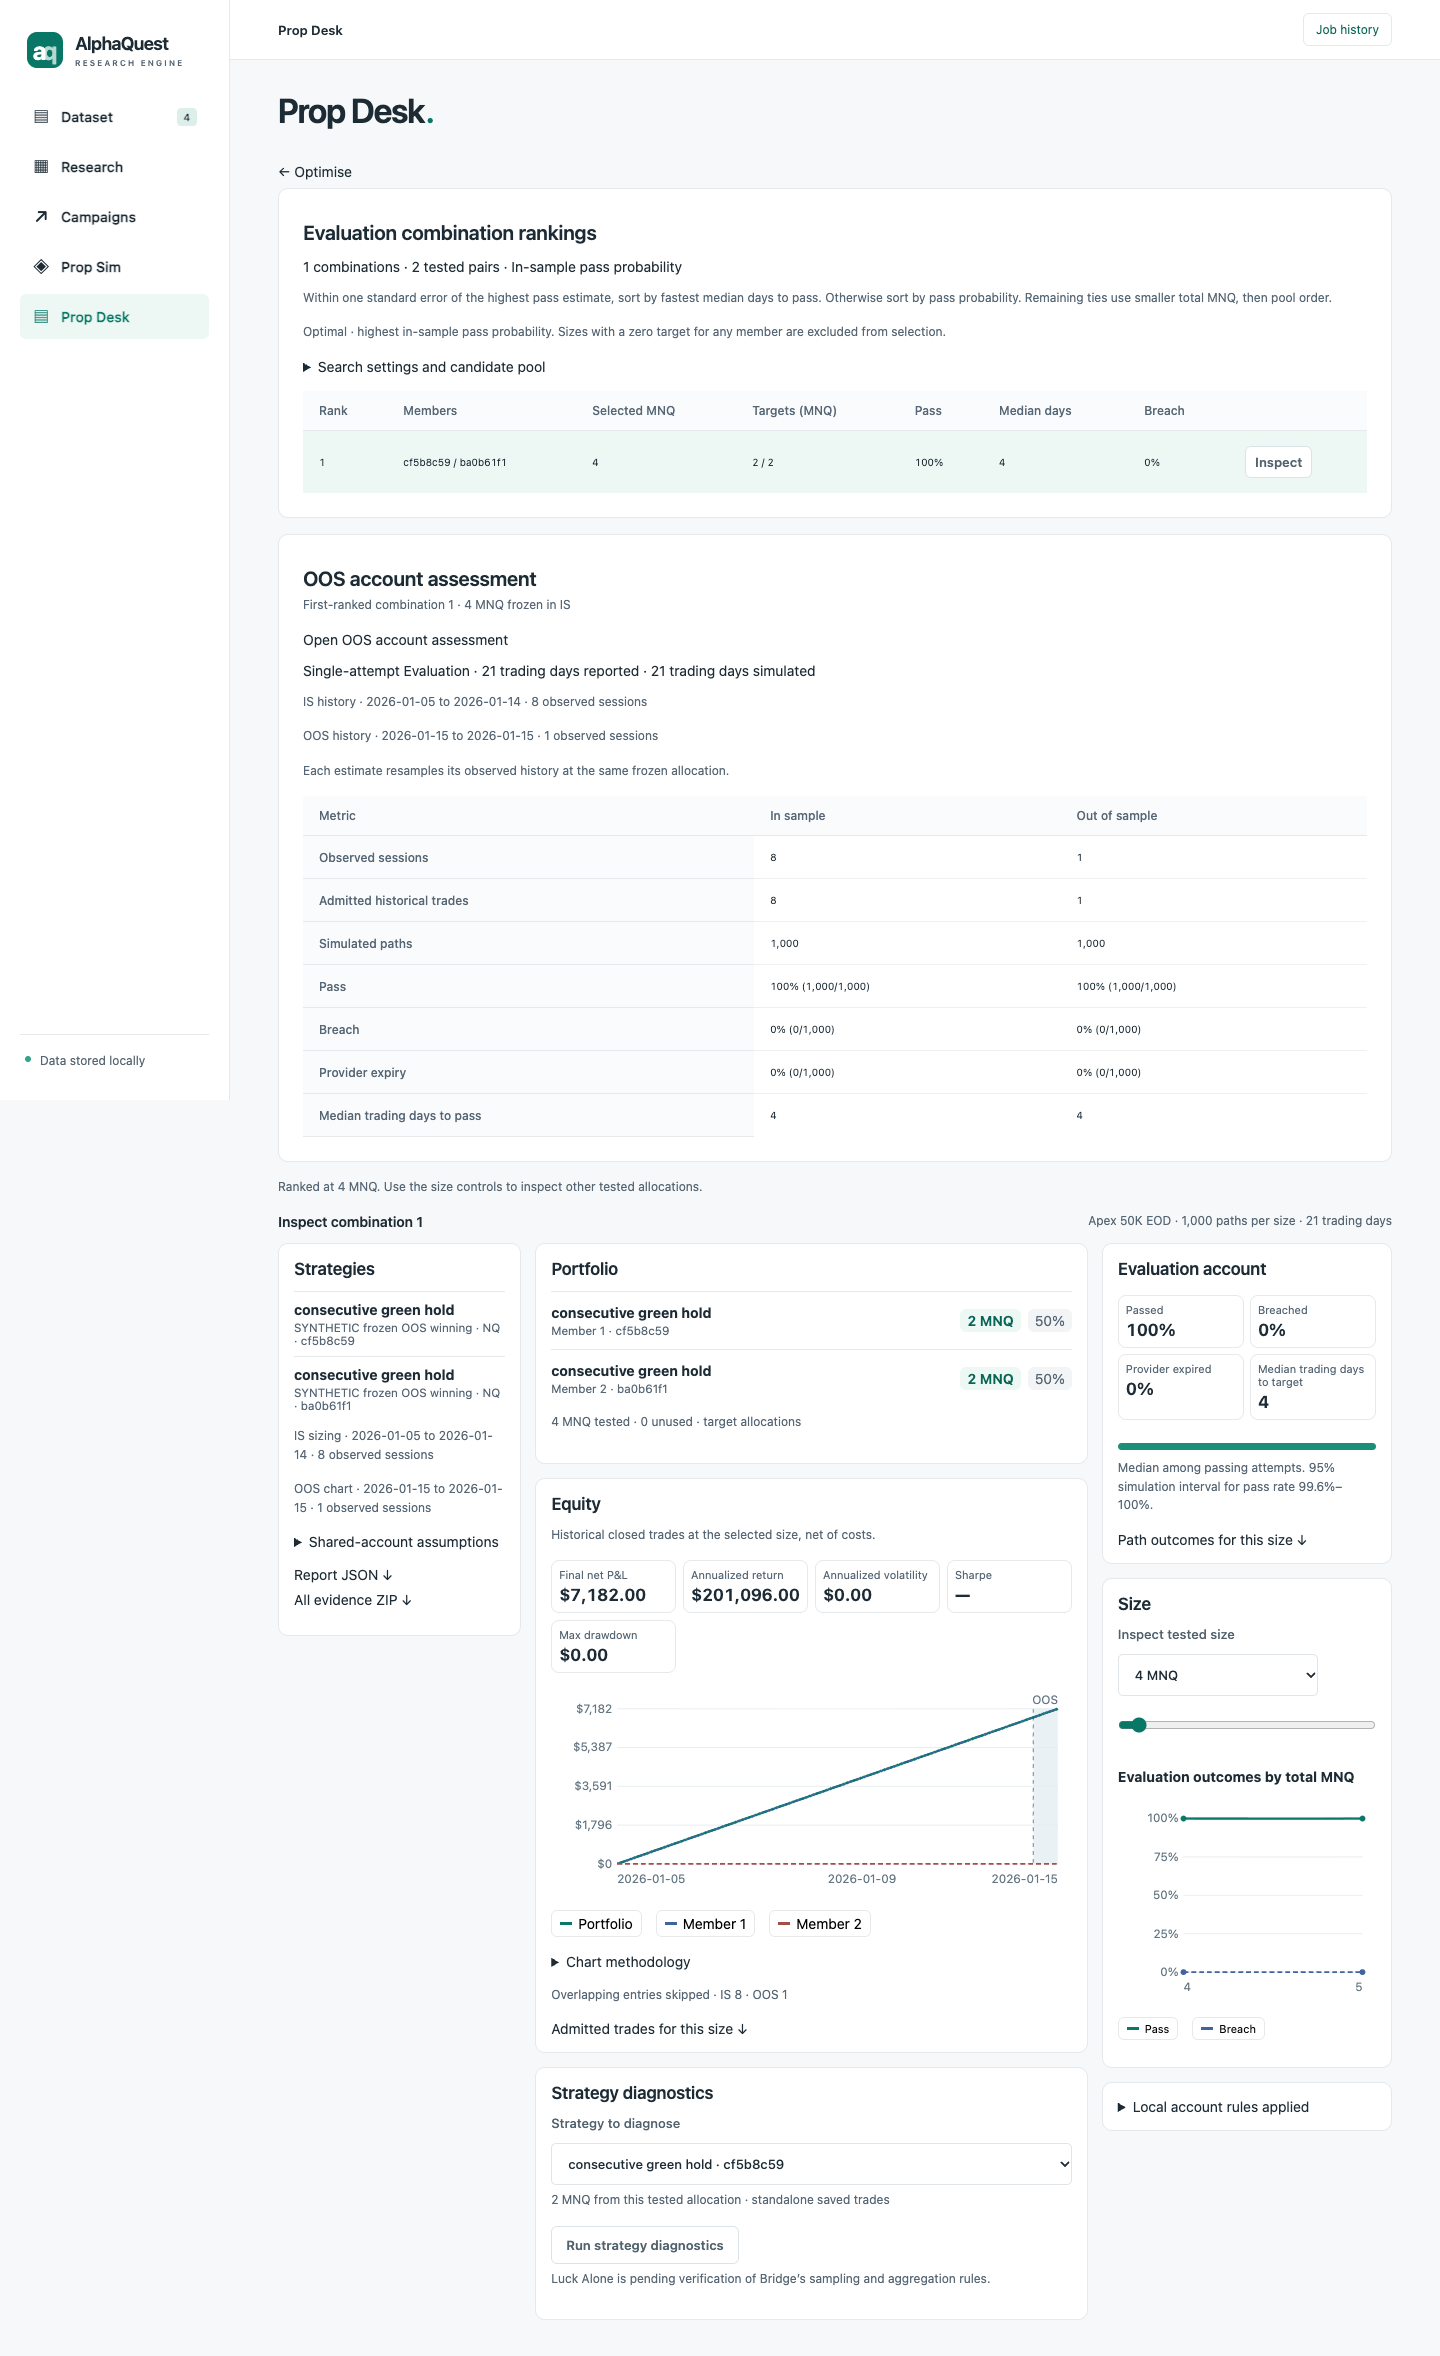 aq
AlphaQuest
RESEARCH ENGINE
Dataset
4
Research
Campaigns
Prop Sim
Prop Desk
Data stored locally
Prop Desk
Job history
Prop Desk.
← Optimise
Evaluation combination rankings
1 combinations · 2 tested pairs · In-sample pass probability
Within one standard error of the highest pass estimate, sort by fastest median days to pass. Otherwise sort by pass probability. Remaining ties use smaller total MNQ, then pool order.
Optimal · highest in-sample pass probability. Sizes with a zero target for any member are excluded from selection.
▶ Search settings and candidate pool
Rank Members Selected MNQ Targets (MNQ) Pass Median days Breach
1 cf5b8c59 / ba0b61f1 4 2 / 2 100% 4 0% Inspect
OOS account assessment
First-ranked combination 1 · 4 MNQ frozen in IS
Open OOS account assessment
Single-attempt Evaluation · 21 trading days reported · 21 trading days simulated
IS history · 2026-01-05 to 2026-01-14 · 8 observed sessions
OOS history · 2026-01-15 to 2026-01-15 · 1 observed sessions
Each estimate resamples its observed history at the same frozen allocation.
Metric In sample Out of sample
Observed sessions 8 1
Admitted historical trades 8 1
Simulated paths 1,000 1,000
Pass 100% (1,000/1,000) 100% (1,000/1,000)
Breach 0% (0/1,000) 0% (0/1,000)
Provider expiry 0% (0/1,000) 0% (0/1,000)
Median trading days to pass 4 4
Ranked at 4 MNQ. Use the size controls to inspect other tested allocations.
Inspect combination 1
Apex 50K EOD · 1,000 paths per size · 21 trading days
Strategies
consecutive green hold
SYNTHETIC frozen OOS winning · NQ
· cf5b8c59
consecutive green hold
SYNTHETIC frozen OOS winning · NQ
· ba0b61f1
IS sizing · 2026-01-05 to 2026-01-
14 · 8 observed sessions
OOS chart · 2026-01-15 to 2026-01-
15 · 1 observed sessions
▶ Shared-account assumptions
Report JSON ↓
All evidence ZIP ↓
Portfolio
consecutive green hold
Member 1 · cf5b8c59
2 MNQ 50%
consecutive green hold
Member 2 · ba0b61f1
2 MNQ 50%
4 MNQ tested · 0 unused · target allocations
Equity
Historical closed trades at the selected size, net of costs.
Final net P&L
$7,182.00
Annualized return
$201,096.00
Annualized volatility
$0.00
Sharpe
—
Max drawdown
$0.00
OOS
$7,182
$5,387
$3,591
$1,796
$0
2026-01-05 2026-01-09 2026-01-15
Portfolio Member 1 Member 2
▶ Chart methodology
Overlapping entries skipped · IS 8 · OOS 1
Admitted trades for this size ↓
Strategy diagnostics
Strategy to diagnose
consecutive green hold · cf5b8c59
2 MNQ from this tested allocation · standalone saved trades
Run strategy diagnostics
Luck Alone is pending verification of Bridge's sampling and aggregation rules.
Evaluation account
Passed
100%
Breached
0%
Provider expired
0%
Median trading days
to target
4
Median among passing attempts. 95%
simulation interval for pass rate 99.6%–
100%.
Path outcomes for this size ↓
Size
Inspect tested size
4 MNQ
Evaluation outcomes by total MNQ
100%
75%
50%
25%
0%
4 5
Pass Breach
▶ Local account rules applied